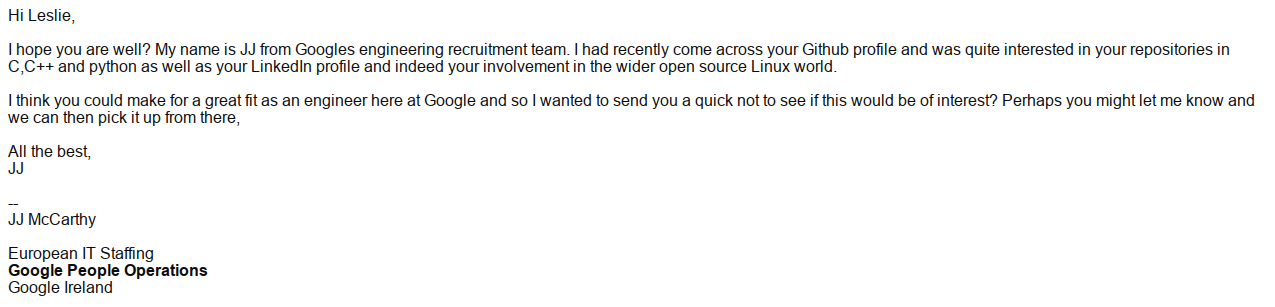 Hi Leslie,
I hope you are well? My name is JJ from Googles engineering recruitment team. I had recently come across your Github profile and was quite interested in your repositories in
C,C++ and python as well as your LinkedIn profile and indeed your involvement in the wider open source Linux world.
I think you could make for a great fit as an engineer here at Google and so I wanted to send you a quick not to see if this would be of interest? Perhaps you might let me know and
we can then pick it up from there,
All the best,
JJ
--
JJ McCarthy
European IT Staffing
Google People Operations
Google Ireland